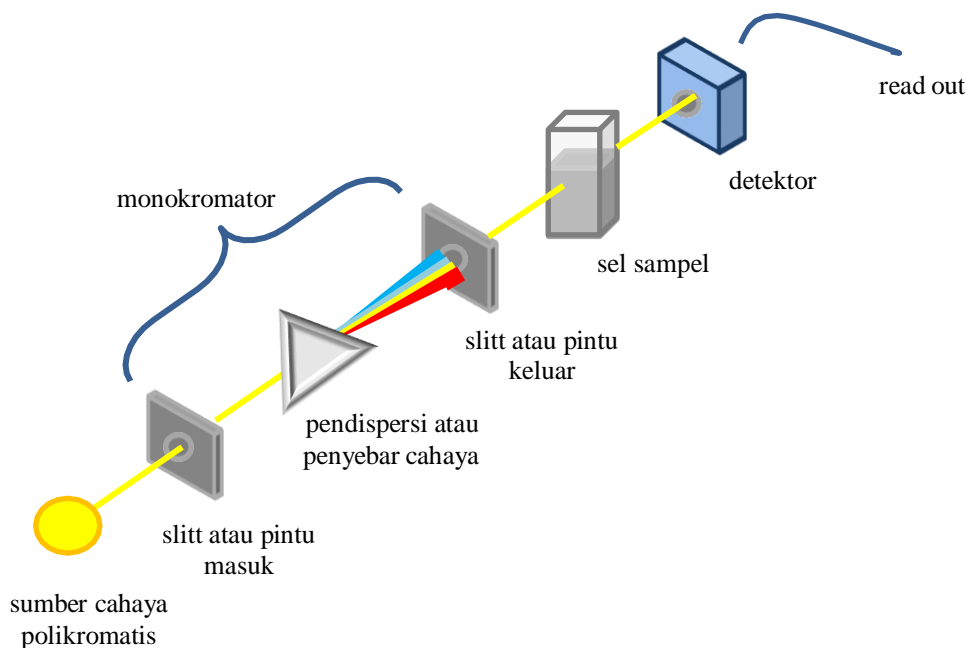 read out
detektor
monokromator
sel sampel
slitt atau pintu
keluar
pendispersi atau
penyebar cahaya
slitt atau pintu
masuk
sumber cahaya
polikromatis